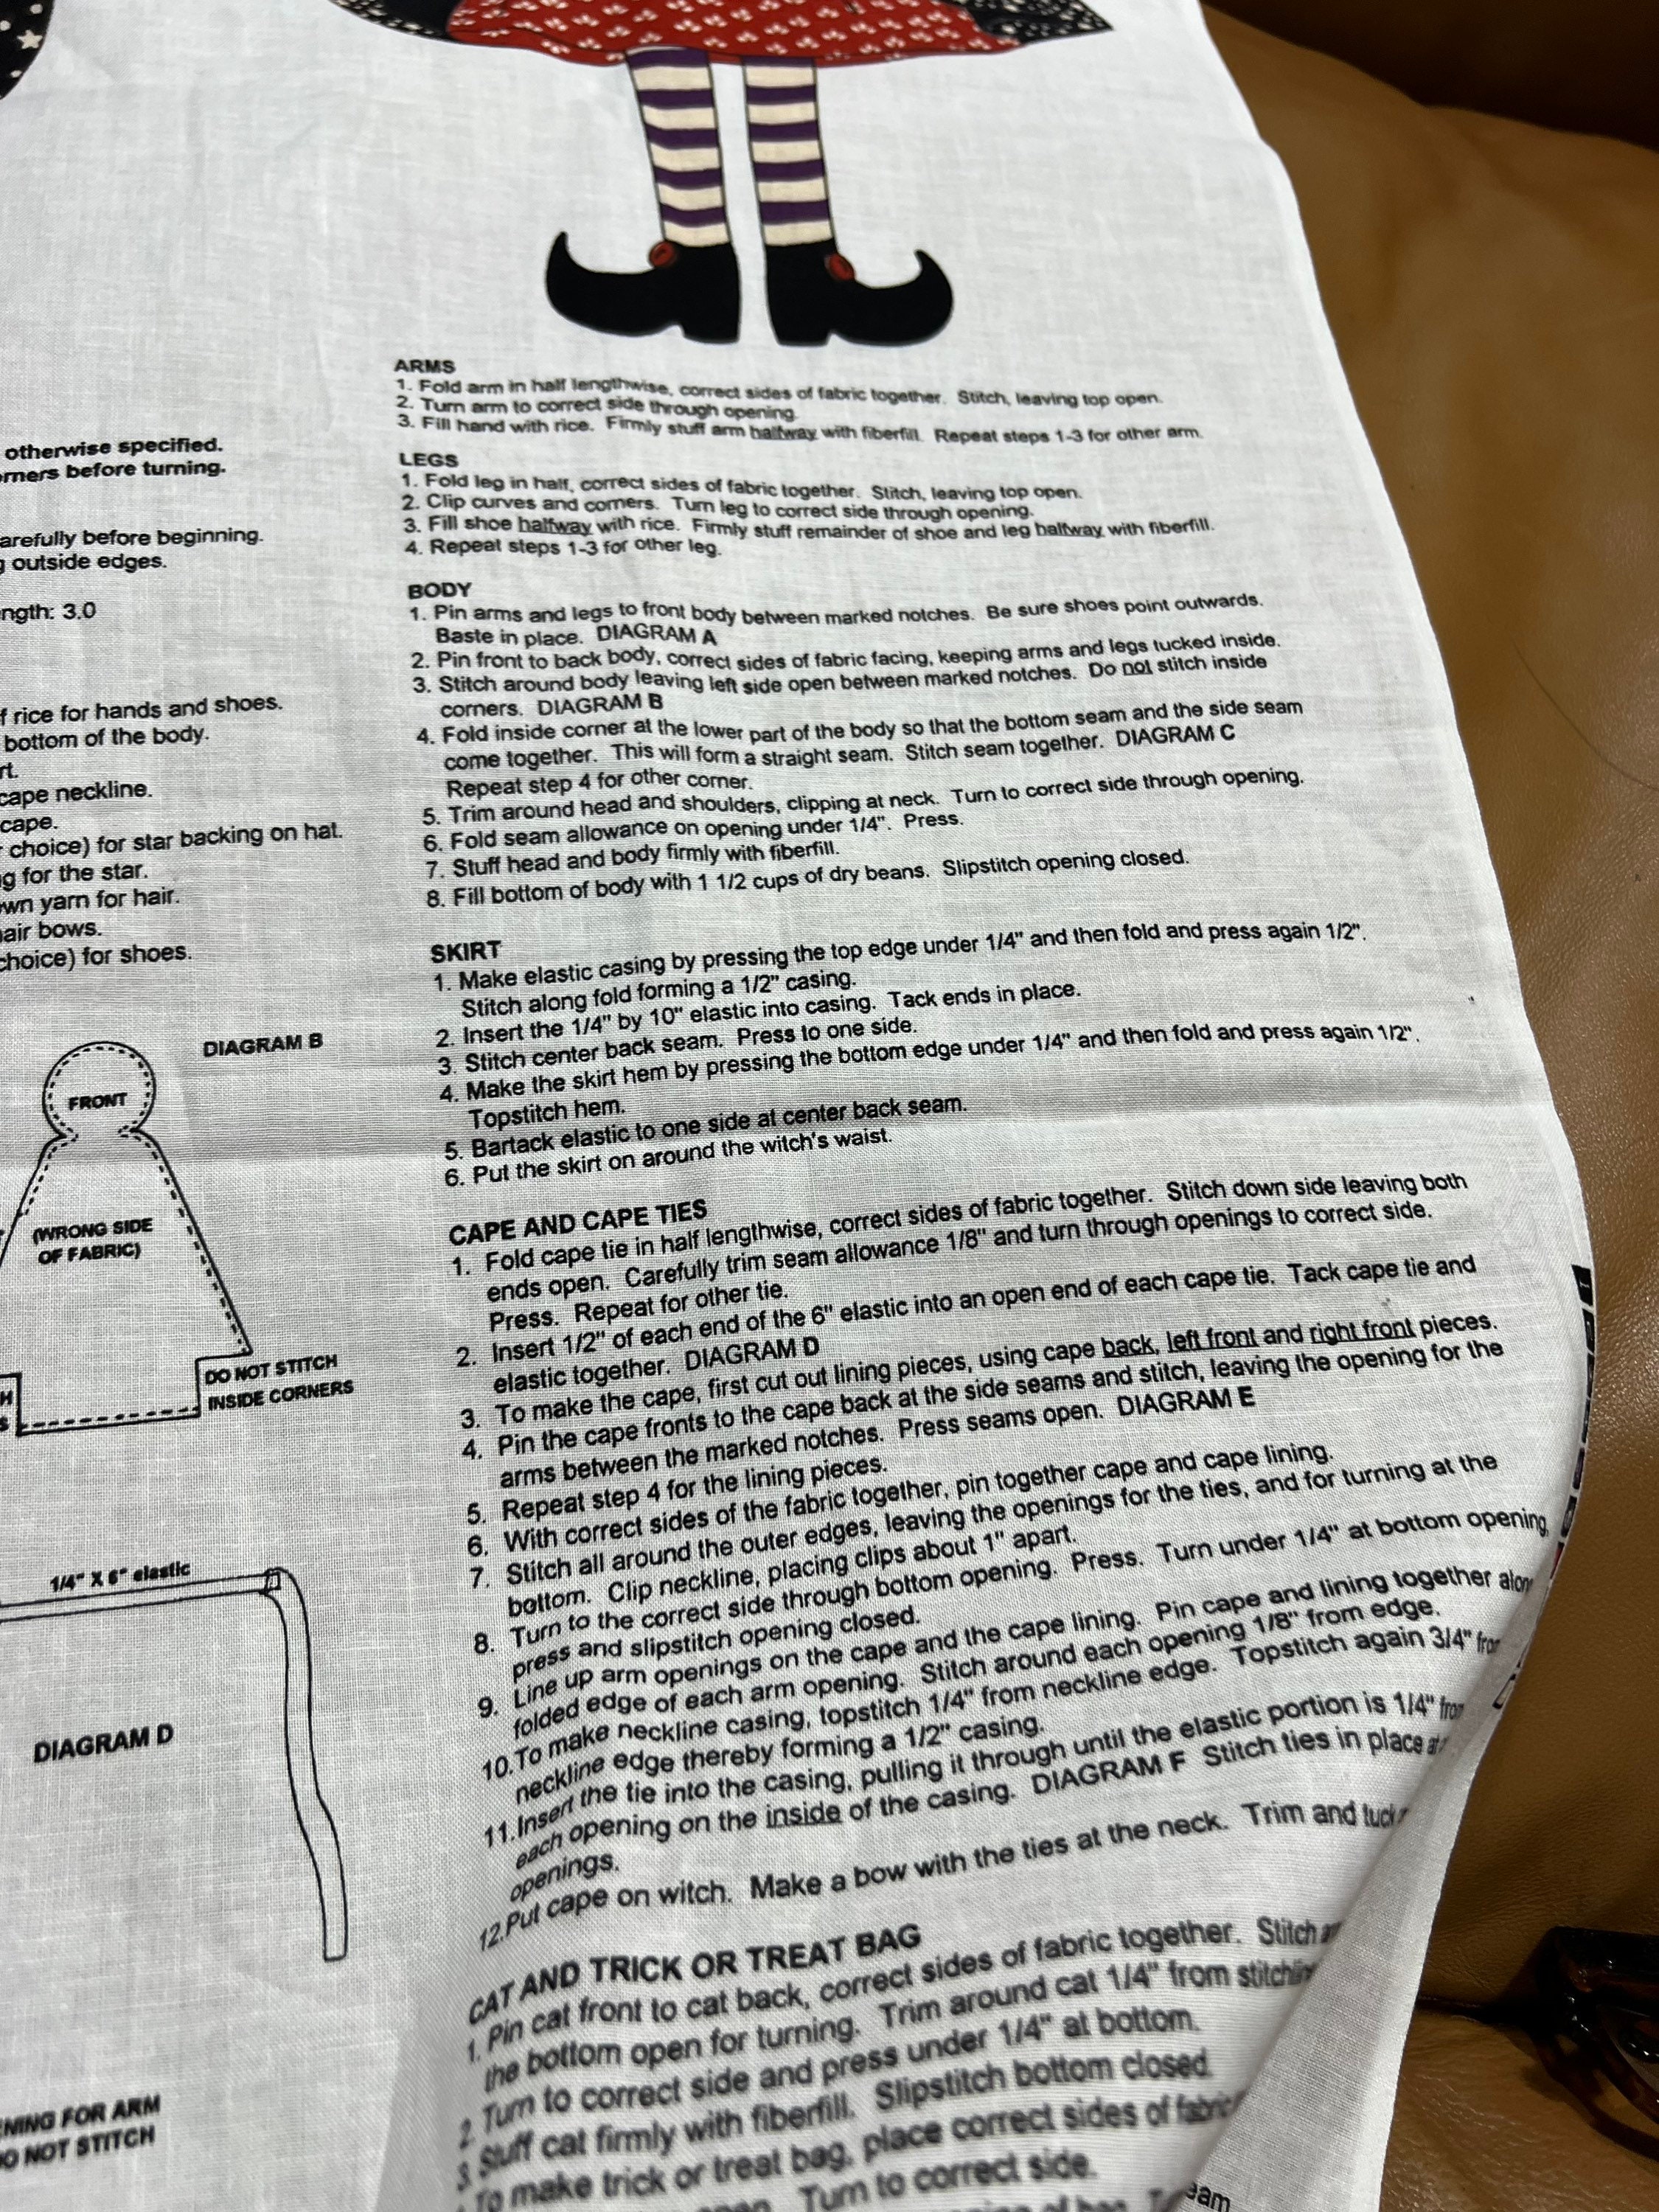 otherwise specified.
before turning.
before beginning.
outside edges.
3.0
rice for hands and shoes.
bottom of the body.
cape neckline.
cape.
choice) for star backing on hat.
for the star.
yarn for hair.
bows.
choice) for shoes.
DIAGRAM B
FRONT
(WRONG SIDE
OF FABRIC)
DO NOT STITCH
INSIDE CORNERS
1/4" X 6" elastic
DIAGRAM D
FOR ARM
NOT STITCH
ARMS
1. Fold arm in half lengthwise, correct sides of fabric together. Stitch, leaving top open.
2. Turn arm to correct side through opening.
3. Fill hand with rice. Firmly stuff arm halfway with fiberfill. Repeat steps 1-3 for other arm.
LEGS
1. Fold leg in half, correct sides of fabric together. Stitch, leaving top open.
2. Clip curves and corners. Turn leg to correct side through opening.
3. Fill shoe halfway with rice. Firmly stuff remainder of shoe and leg halfway with fiberfill.
4. Repeat steps 1-3 for other leg.
BODY
1. Pin arms and legs to front body between marked notches. Be sure shoes point outwards.
Baste in place. DIAGRAM A
2. Pin front to back body, correct sides of fabric facing, keeping arms and legs tucked inside.
3. Stitch around body leaving left side open between marked notches. Do not stitch inside
corners. DIAGRAM B
4. Fold inside corner at the lower part of the body so that the bottom seam and the side seam
come together. This will form a straight seam. Stitch seam together. DIAGRAM C
Repeat step 4 for other corner.
5. Trim around head and shoulders, clipping at neck. Turn to correct side through opening.
6. Fold seam allowance on opening under 1/4". Press.
7. Stuff head and body firmly with fiberfill.
8. Fill bottom of body with 1 1/2 cups of dry beans. Slipstitch opening closed.
SKIRT
1. Make elastic casing by pressing the top edge under 1/4" and then fold and press again 1/2".
Stitch along fold forming a 1/2" casing.
2. Insert the 1/4" by 10" elastic into casing. Tack ends in place.
3. Stitch center back seam. Press to one side.
4. Make the skirt hem by pressing the bottom edge under 1/4" and then fold and press again 1/2".
Topstitch hem.
5. Bartack elastic to one side at center back seam.
6. Put the skirt on around the witch's waist.
CAPE AND CAPE TIES
1. Fold cape tie in half lengthwise, correct sides of fabric together. Stitch down side leaving both
ends open. Carefully trim seam allowance 1/8" and turn through openings to correct side.
Press. Repeat for other tie.
2. Insert 1/2" of each end of the 6" elastic into an open end of each cape tie. Tack cape tie and
elastic together. DIAGRAM D
3. To make the cape, first cut out lining pieces, using cape back, left front and right front pieces.
4. Pin the cape fronts to the cape back at the side seams and stitch, leaving the opening for the
arms between the marked notches. Press seams open. DIAGRAM E
5. Repeat step 4 for the lining pieces.
6. With correct sides of the fabric together, pin together cape and cape lining.
7. Stitch all around the outer edges, leaving the openings for the ties, and for turning at the
bottom. Clip neckline, placing clips about 1" apart.
8. Turn to the correct side through bottom opening. Press. Turn under 1/4" at bottom opening,
press and slipstitch opening closed.
9. Line up arm openings on the cape and the cape lining. Pin cape and lining together
folded edge of each arm opening. Stitch around each opening 1/8" from edge.
10. To make neckline casing, topstitch 1/4" from neckline edge. Topstitch again 3/4"
neckline edge thereby forming a 1/2" casing.
11. Insert the tie into the casing, pulling it through until the elastic portion is 1/4"
each opening on the inside of the casing. DIAGRAM F Stitch ties in place
openings.
12. Put cape on witch. Make a bow with the ties at the neck. Trim and
CAT AND TRICK OR TREAT BAG
1. Pin cat front to cat back, correct sides of fabric together. Stitch
the bottom open for turning. Trim around cat 1/4" from
2. Turn to correct side and press under 1/4" at bottom.
3. Stuff cat firmly with fiberfill. Slipstitch bottom closed
To make trick or treat bag, place correct sides of
Turn to correct side.